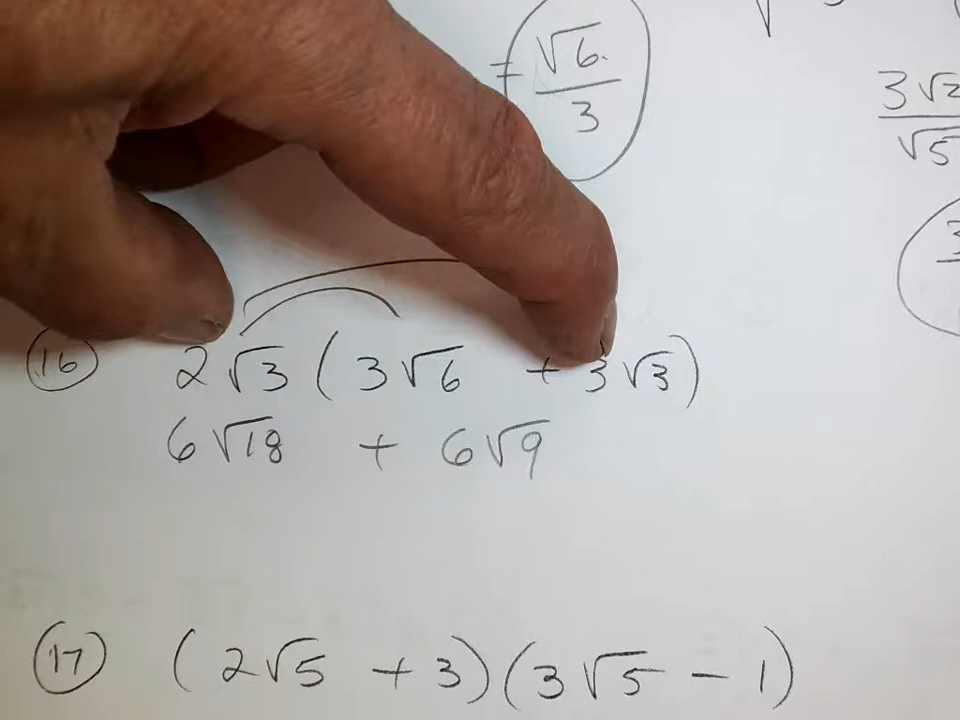 = √6 / 3
3√2 / √5
3
(16) 2√3 (3√6 + 3√3)
6√18 + 6√9
(17) (2√5 + 3)(3√5 - 1)